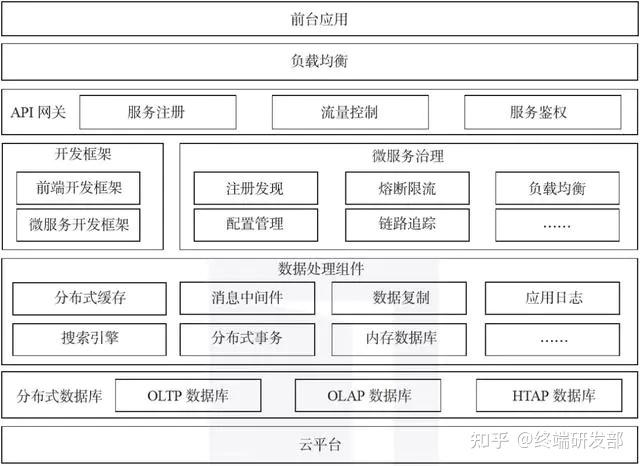 前台应用
负载均衡
API 网关 服务注册 流量控制 服务鉴权
开发框架
前端开发框架
微服务开发框架
微服务治理
注册发现 熔断限流 负载均衡
配置管理 链路追踪 ……
数据处理组件
分布式缓存 消息中间件 数据复制 应用日志
搜索引擎 分布式事务 内存数据库 ……
分布式数据库 OLTP 数据库 OLAP 数据库 HTAP 数据库
云平台
知乎 @终端研发部